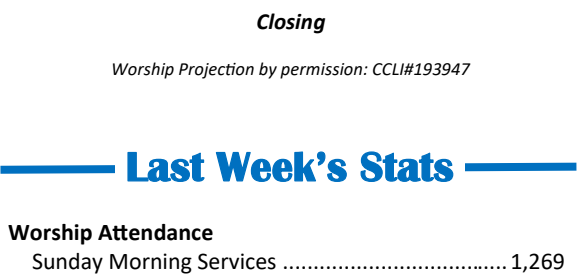 Closing
Worship Projection by permission: CCLI#193947
Last Week's Stats
Worship Attendance
Sunday Morning Services ..................................... 1,269